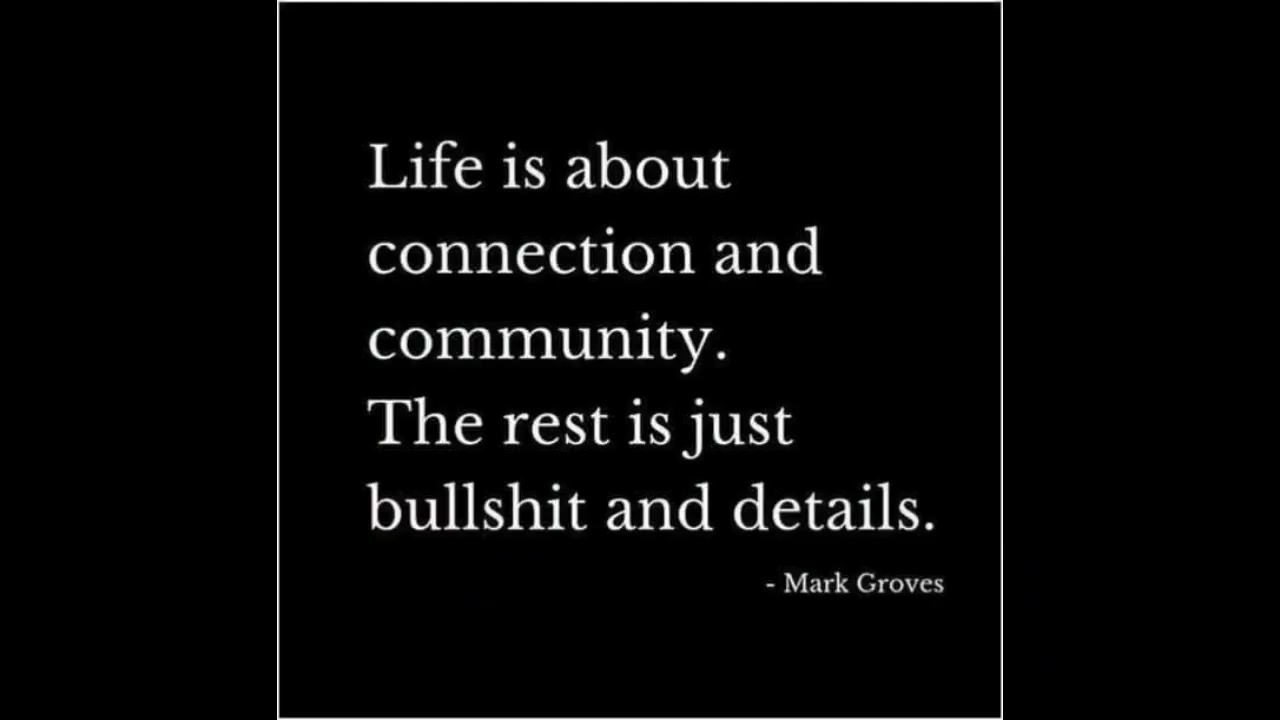 Life is about
connection and
community.
The rest is just
bullshit and details.
- Mark Groves